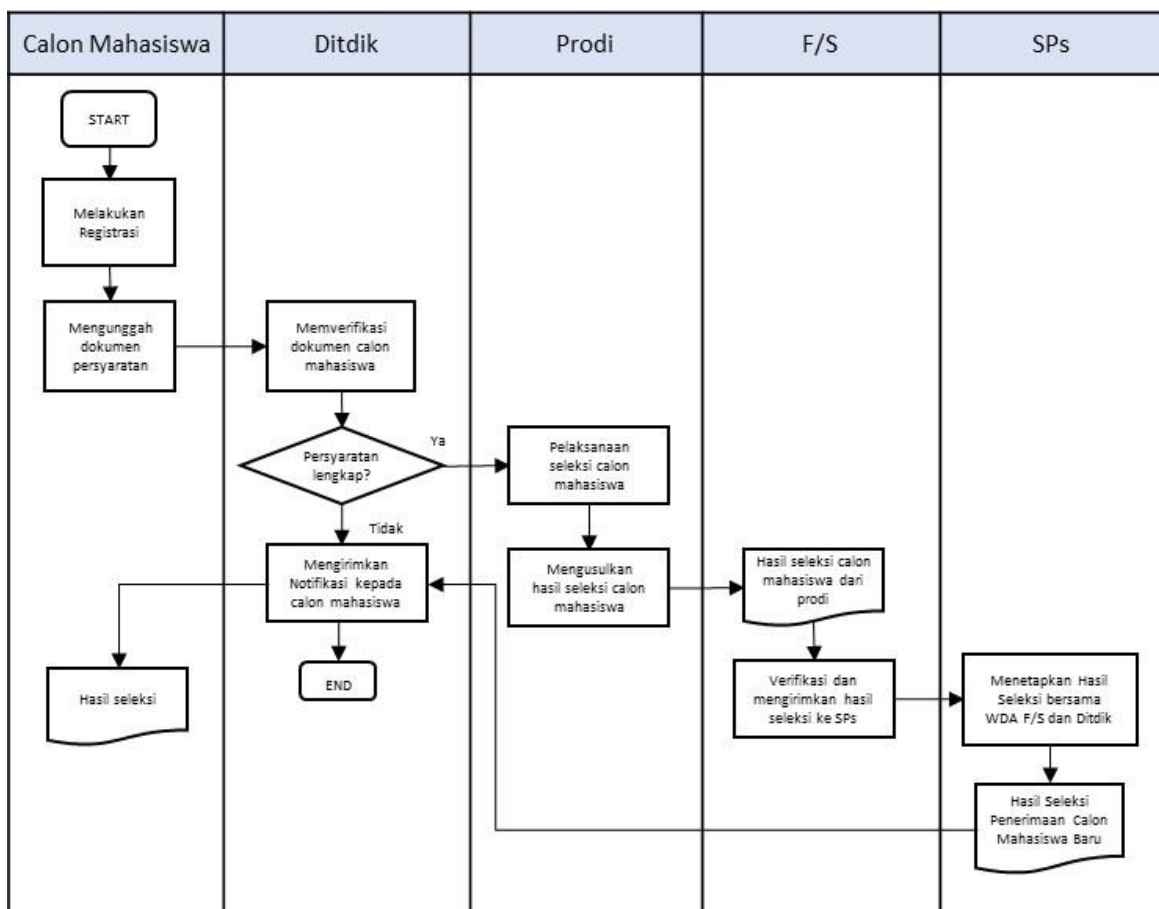 Calon Mahasiswa
Ditdik
Prodi
F/S
SPs
START
Melakukan
Registrasi
Mengunggah
dokumen
persyaratan
Memverifikasi
dokumen calon
mahasiswa
Persyaratan
lengkap?
Ya
Tidak
Pelaksanaan
seleksi calon
mahasiswa
Mengusulkan
hasil seleksi calon
mahasiswa
Hasil seleksi calon
mahasiswa dari
prodi
Verifikasi dan
mengirimkan hasil
seleksi ke SPs
Menetapkan Hasil
Seleksi bersama
WDA F/S dan Ditdik
Hasil Seleksi
Penerimaan Calon
Mahasiswa Baru
Mengirimkan
Notifikasi kepada
calon mahasiswa
END
Hasil seleksi